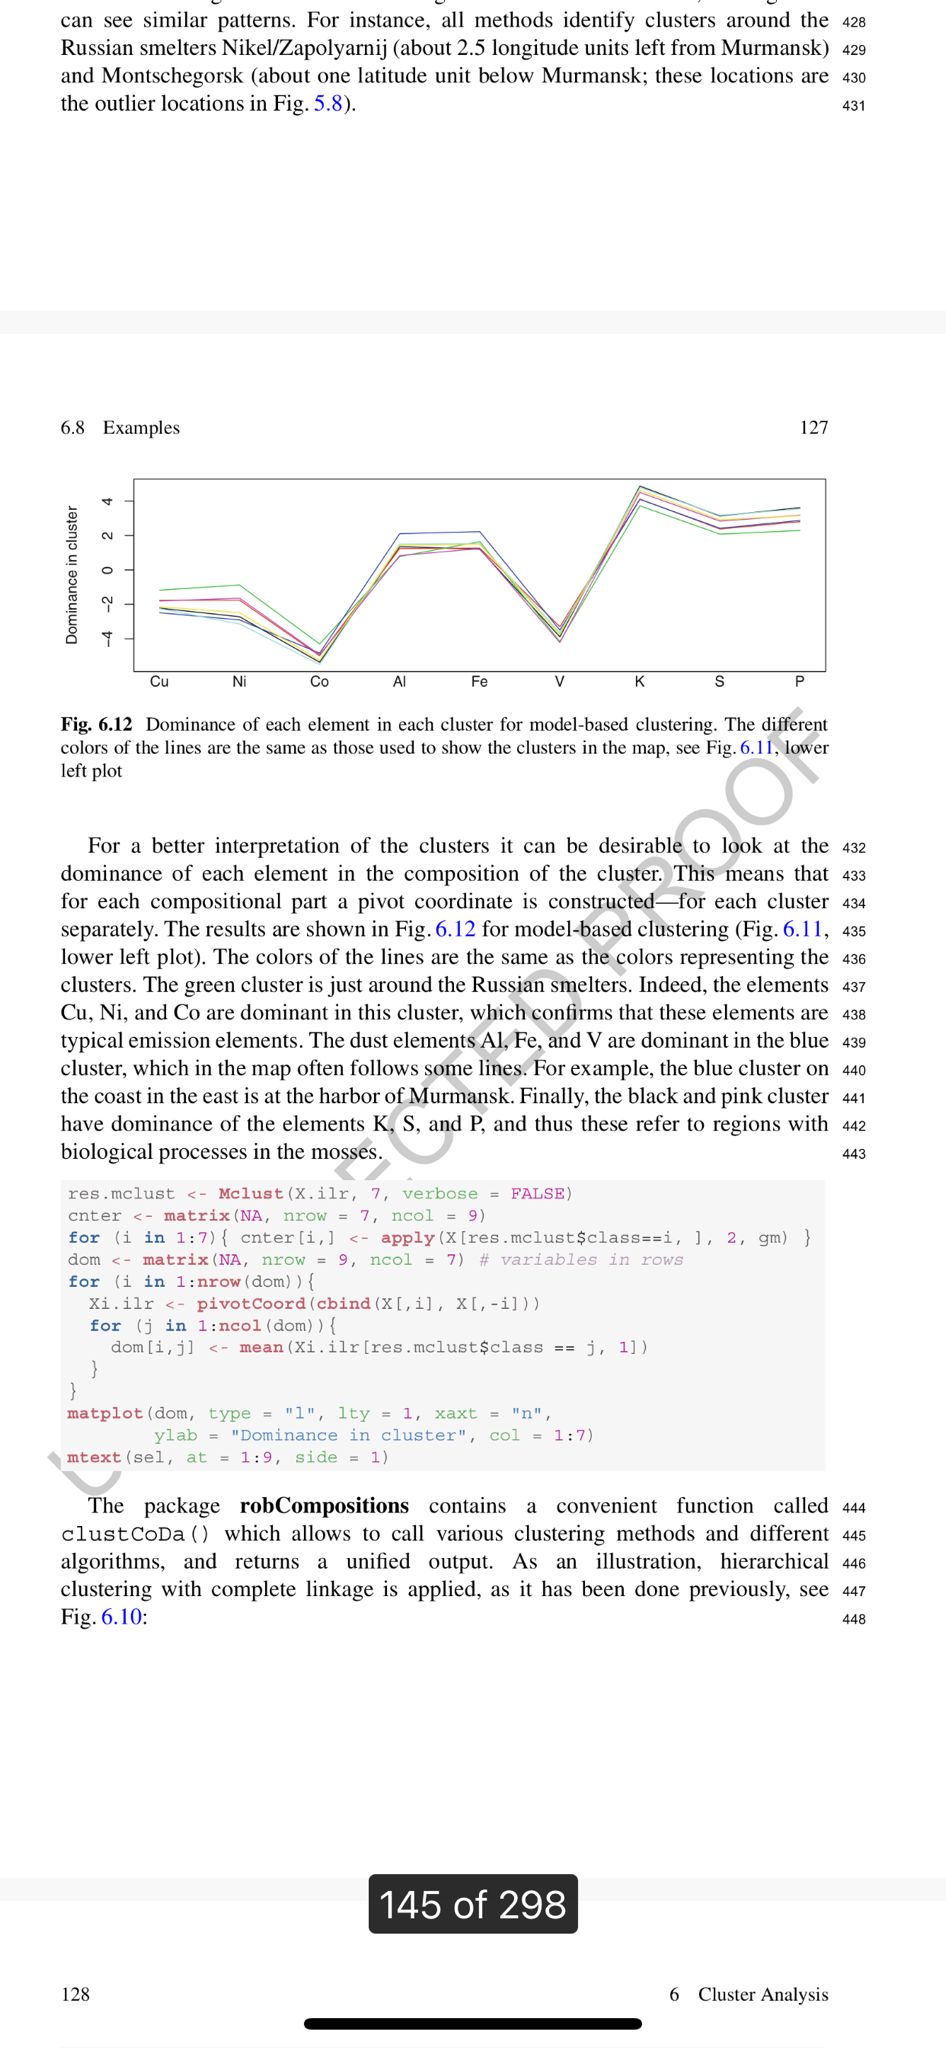 can see similar patterns. For instance, all methods identify clusters around the 428
Russian smelters Nikel/Zapolyarnij (about 2.5 longitude units left from Murmansk) 429
and Montschegorsk (about one latitude unit below Murmansk; these locations are 430
the outlier locations in Fig. 5.8). 431
6.8 Examples 127
Dominance in cluster
4
2
0
-2
-4
Cu Ni Co Al Fe V K S P
Fig. 6.12 Dominance of each element in each cluster for model-based clustering. The different
colors of the lines are the same as those used to show the clusters in the map, see Fig. 6.11, lower
left plot
For a better interpretation of the clusters it can be desirable to look at the 432
dominance of each element in the composition of the cluster. This means that 433
for each compositional part a pivot coordinate is constructed—for each cluster 434
separately. The results are shown in Fig. 6.12 for model-based clustering (Fig. 6.11, 435
lower left plot). The colors of the lines are the same as the colors representing the 436
clusters. The green cluster is just around the Russian smelters. Indeed, the elements 437
Cu, Ni, and Co are dominant in this cluster, which confirms that these elements are 438
typical emission elements. The dust elements Al, Fe, and V are dominant in the blue 439
cluster, which in the map often follows some lines. For example, the blue cluster on 440
the coast in the east is at the harbor of Murmansk. Finally, the black and pink cluster 441
have dominance of the elements K, S, and P, and thus these refer to regions with 442
biological processes in the mosses. 443
res.mclust <- Mclust(X.ilr, 7, verbose = FALSE)
cnter <- matrix(NA, nrow = 7, ncol = 9)
for (i in 1:7){ cnter[i,] <- apply(X[res.mclust$class==i, ], 2, gm) }
dom <- matrix(NA, nrow = 9, ncol = 7) # variables in rows
for (i in 1:nrow(dom)){
  Xi.ilr <- pivotCoord(cbind(X[,i], X[,-i]))
  for (j in 1:ncol(dom)){
    dom[i,j] <- mean(Xi.ilr[res.mclust$class == j, 1])
  }
}
matplot(dom, type = "l", lty = 1, xaxt = "n",
        ylab = "Dominance in cluster", col = 1:7)
mtext(sel, at = 1:9, side = 1)
The package robCompositions contains a convenient function called 444
clustCoDa() which allows to call various clustering methods and different 445
algorithms, and returns a unified output. As an illustration, hierarchical 446
clustering with complete linkage is applied, as it has been done previously, see 447
Fig. 6.10: 448
145 of 298
128 6 Cluster Analysis